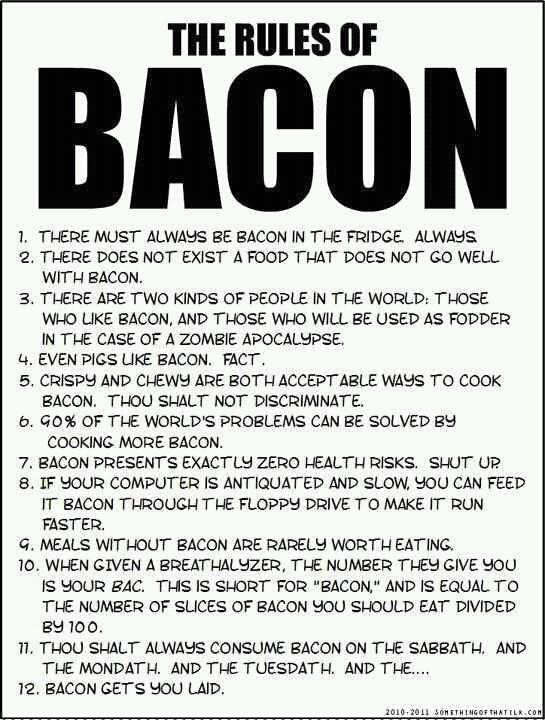 THE RULES OF
BACON
1. THERE MUST ALWAYS BE BACON IN THE FRIDGE. ALWAYS.
2. THERE DOES NOT EXIST A FOOD THAT DOES NOT GO WELL
WITH BACON.
3. THERE ARE TWO KINDS OF PEOPLE IN THE WORLD: THOSE
WHO LIKE BACON, AND THOSE WHO WILL BE USED AS FODDER
IN THE CASE OF A ZOMBIE APOCALYPSE.
4. EVEN PIGS LIKE BACON. FACT.
5. CRISPY AND CHEWY ARE BOTH ACCEPTABLE WAYS TO COOK
BACON. THOU SHALT NOT DISCRIMINATE.
6. 90% OF THE WORLD'S PROBLEMS CAN BE SOLVED BY
COOKING MORE BACON.
7. BACON PRESENTS EXACTLY ZERO HEALTH RISKS. SHUT UP.
8. IF YOUR COMPUTER IS ANTIQUATED AND SLOW, YOU CAN FEED
IT BACON THROUGH THE FLOPPY DRIVE TO MAKE IT RUN
FASTER.
9. MEALS WITHOUT BACON ARE RARELY WORTH EATING.
10. WHEN GIVEN A BREATHALYZER, THE NUMBER THEY GIVE YOU
IS YOUR BAC. THIS IS SHORT FOR "BACON," AND IS EQUAL TO
THE NUMBER OF SLICES OF BACON YOU SHOULD EAT DIVIDED
BY 100.
11. THOU SHALT ALWAYS CONSUME BACON ON THE SABBATH. AND
THE MONDATH. AND THE TUESDATH. AND THE....
12. BACON GETS YOU LAID.
2010-2011 SOMETHINGOFTHATILK.COM